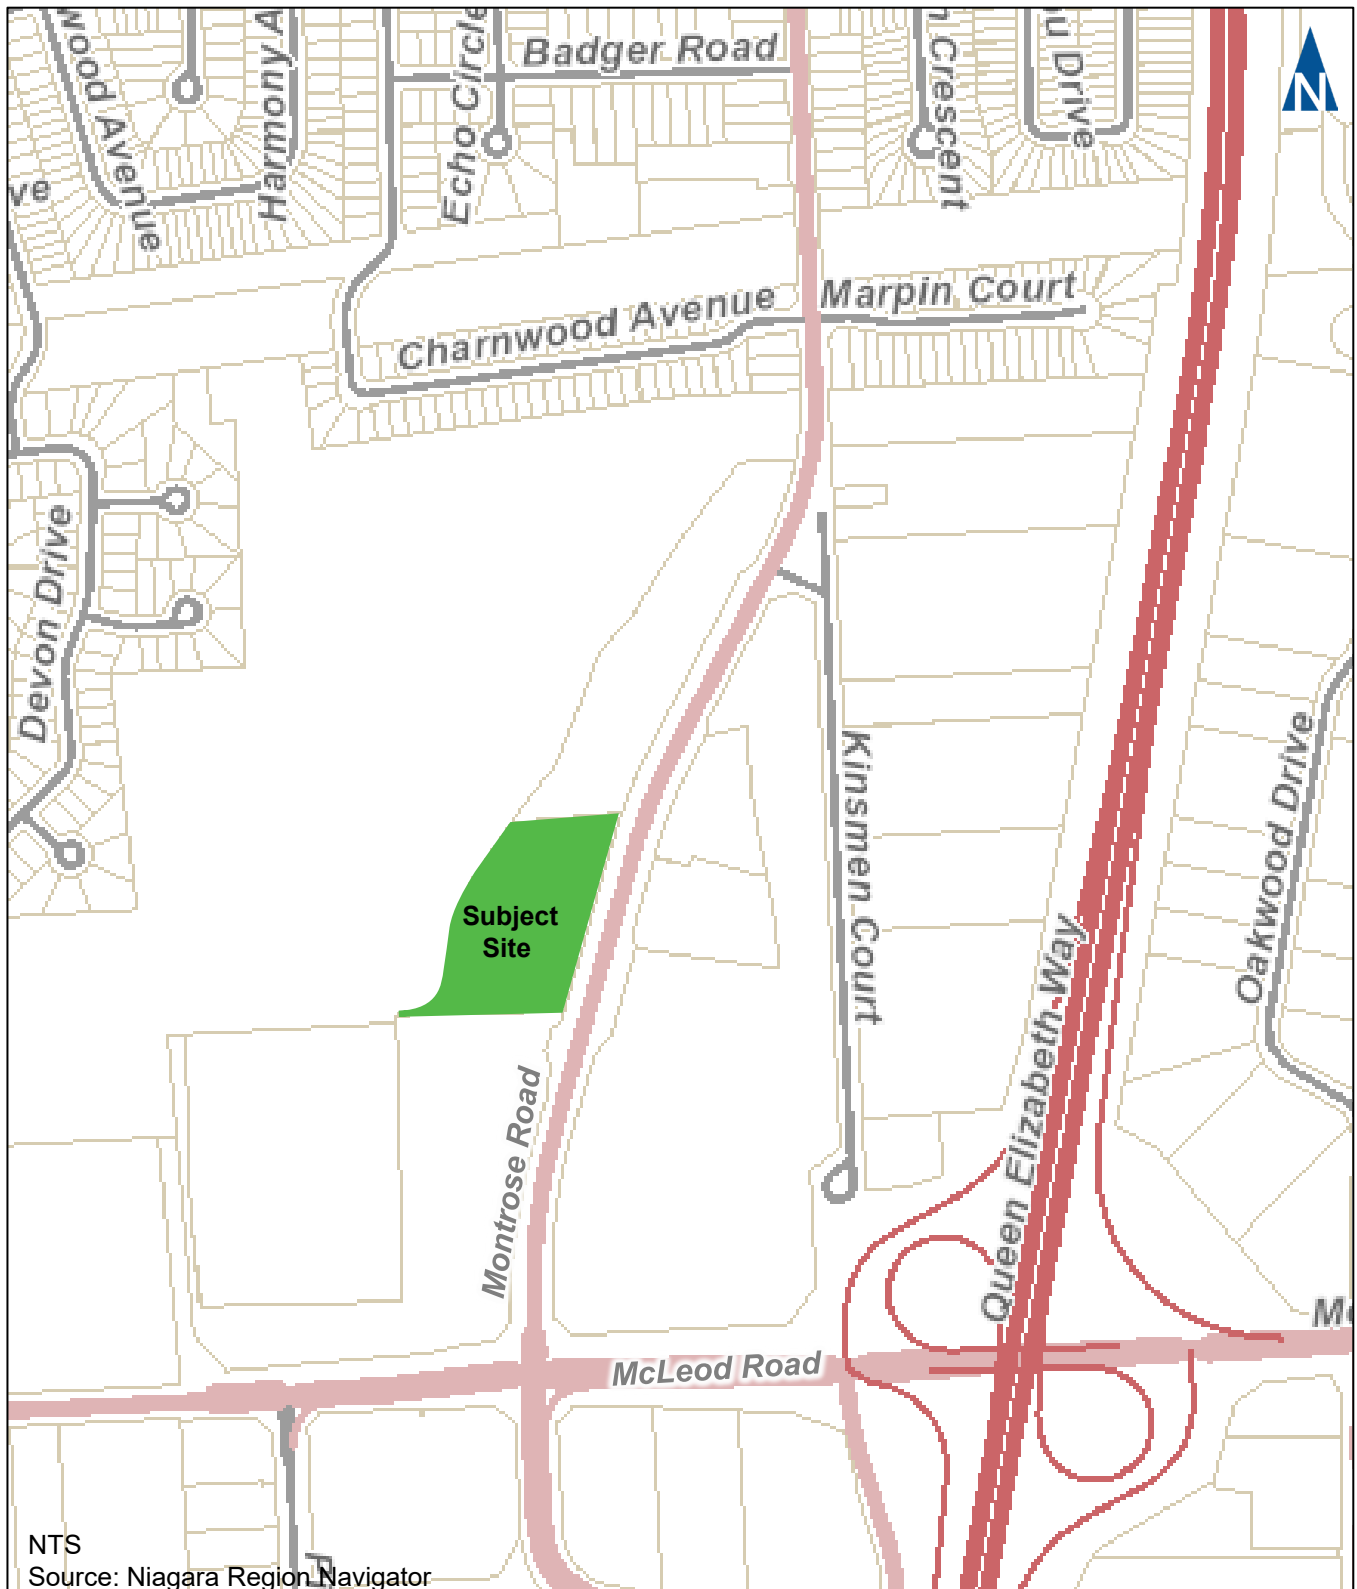 Badger Road
N
wood Avenue
Harmony A
Echo Circle
Crescent
Drive
ve
Charnwood Avenue
Marpin Court
Devon Drive
Kinsmen Court
Oakwood Drive
Subject
Site
Queen Elizabeth Way
Montrose Road
McLeod Road
NTS
Source: Niagara Region Navigator